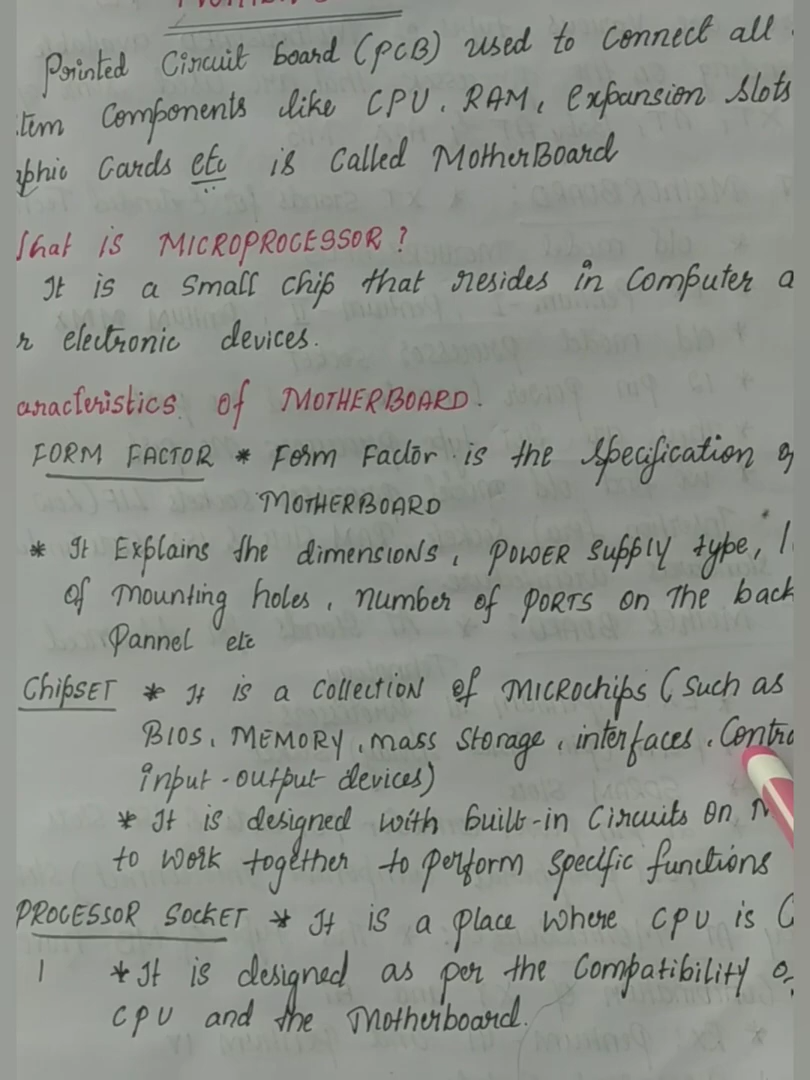 Printed Circuit board (PCB) used to connect all
tem Components like CPU, RAM, Expansion Slots
aphic Cards etc is Called MotherBoard
What is MICROPROCESSOR?
It is a small chip that resides in computer a
r electronic devices.
aracteristics of MOTHERBOARD.
FORM FACTOR * Form Factor is the specification of
MOTHERBOARD
* It Explains the dimensions, POWER supply type, l
of mounting holes, number of PORTS on The back
Pannel etc
ChipSET * It is a collection of MICROchips (such as
BIOS, MEMORY, mass storage, interfaces, Contro
input-output devices)
* It is designed with built-in Circuits on M
to work together to perform specific functions
PROCESSOR SOCKET * It is a place where CPU is C
* It is designed as per the Compatibility of
CPU and the Motherboard.